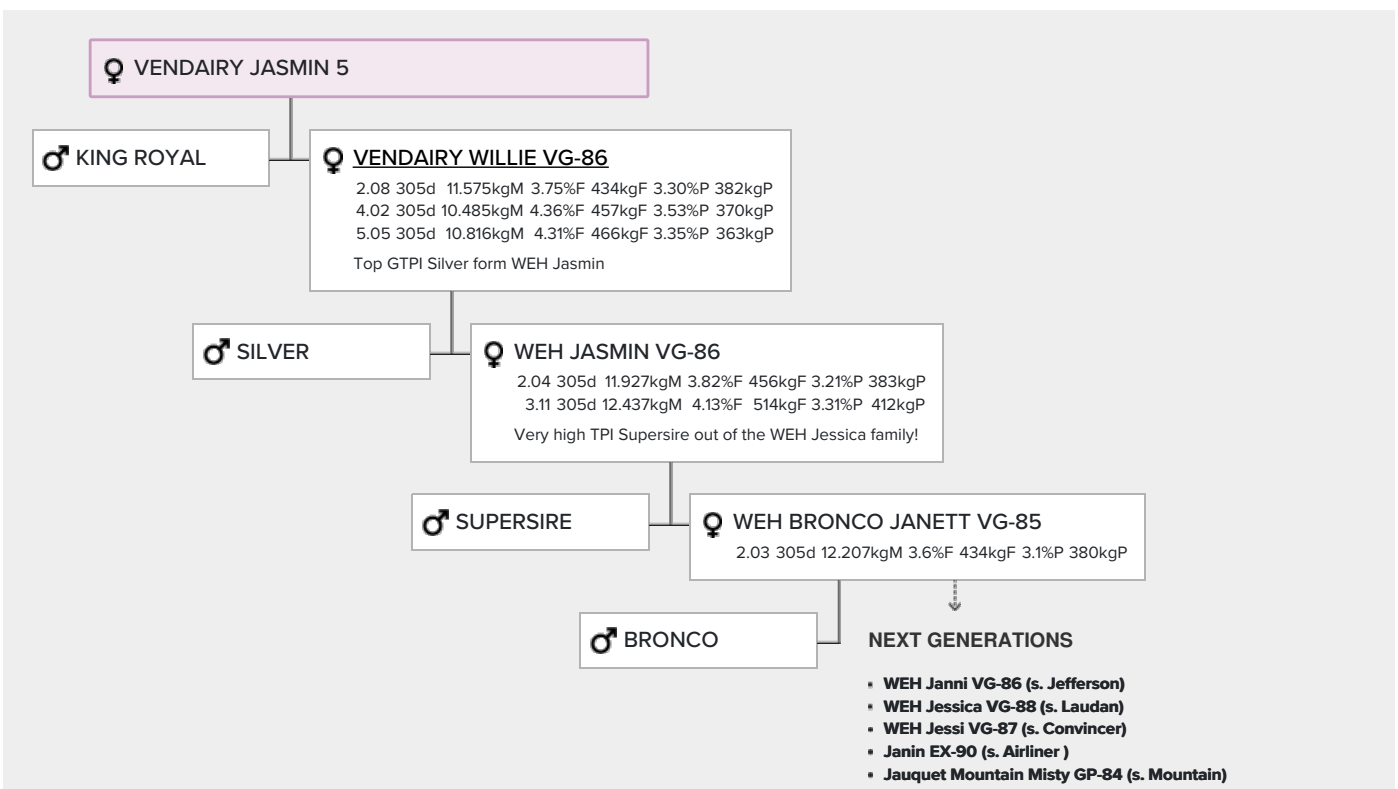 VENDAIRY JASMIN 5
KING ROYAL
VENDAIRY WILLIE VG-86
2.08 305d 11.575kgM 3.75%F 434kgF 3.30%P 382kgP
4.02 305d 10.485kgM 4.36%F 457kgF 3.53%P 370kgP
5.05 305d 10.816kgM 4.31%F 466kgF 3.35%P 363kgP
Top GTPI Silver form WEH Jasmin
SILVER
WEH JASMIN VG-86
2.04 305d 11.927kgM 3.82%F 456kgF 3.21%P 383kgP
3.11 305d 12.437kgM 4.13%F 514kgF 3.31%P 412kgP
Very high TPI Supersire out of the WEH Jessica family!
SUPERSIRE
WEH BRONCO JANETT VG-85
2.03 305d 12.207kgM 3.6%F 434kgF 3.1%P 380kgP
BRONCO
NEXT GENERATIONS
▪ WEH Janni VG-86 (s. Jefferson)
▪ WEH Jessica VG-88 (s. Laudan)
▪ WEH Jessi VG-87 (s. Convincer)
▪ Janin EX-90 (s. Airliner )
▪ Jauquet Mountain Misty GP-84 (s. Mountain)